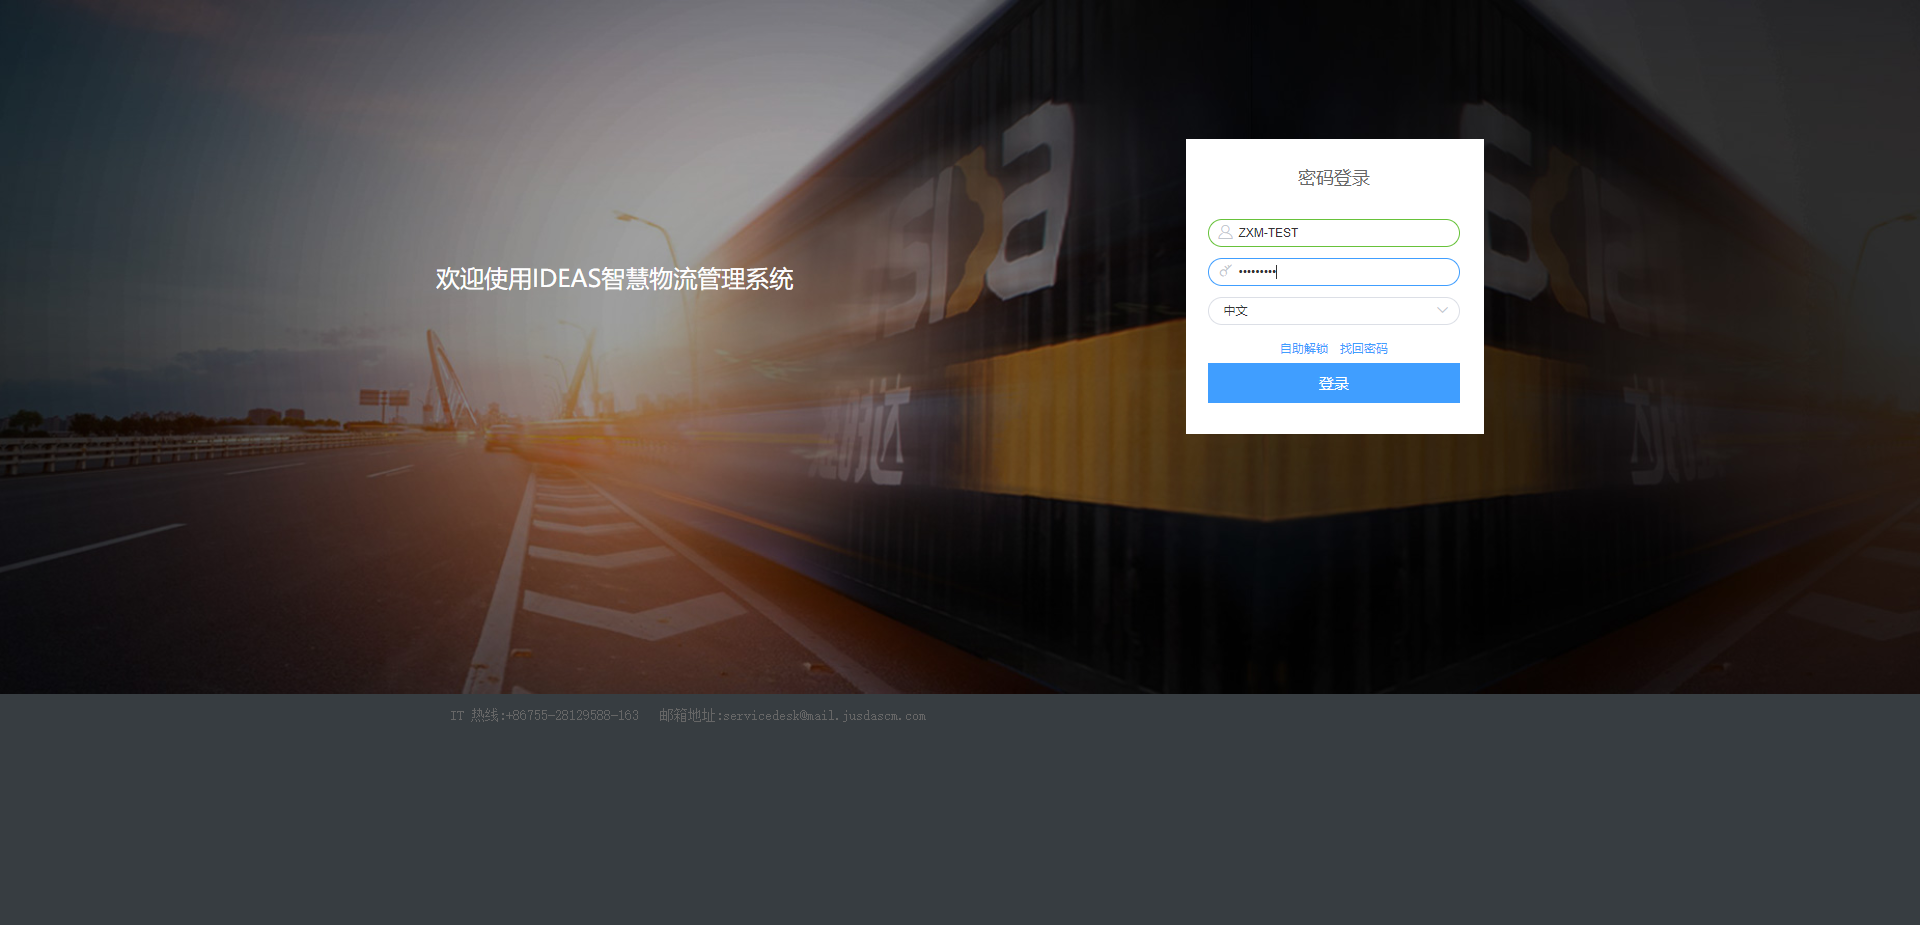 密码登录
ZXM-TEST
•••••••••
中文
自助解锁 找回密码
登录
欢迎使用IDEAS智慧物流管理系统
IT 热线:+86755-28129588-163 邮箱地址:servicedesk@mail.jusdascm.com